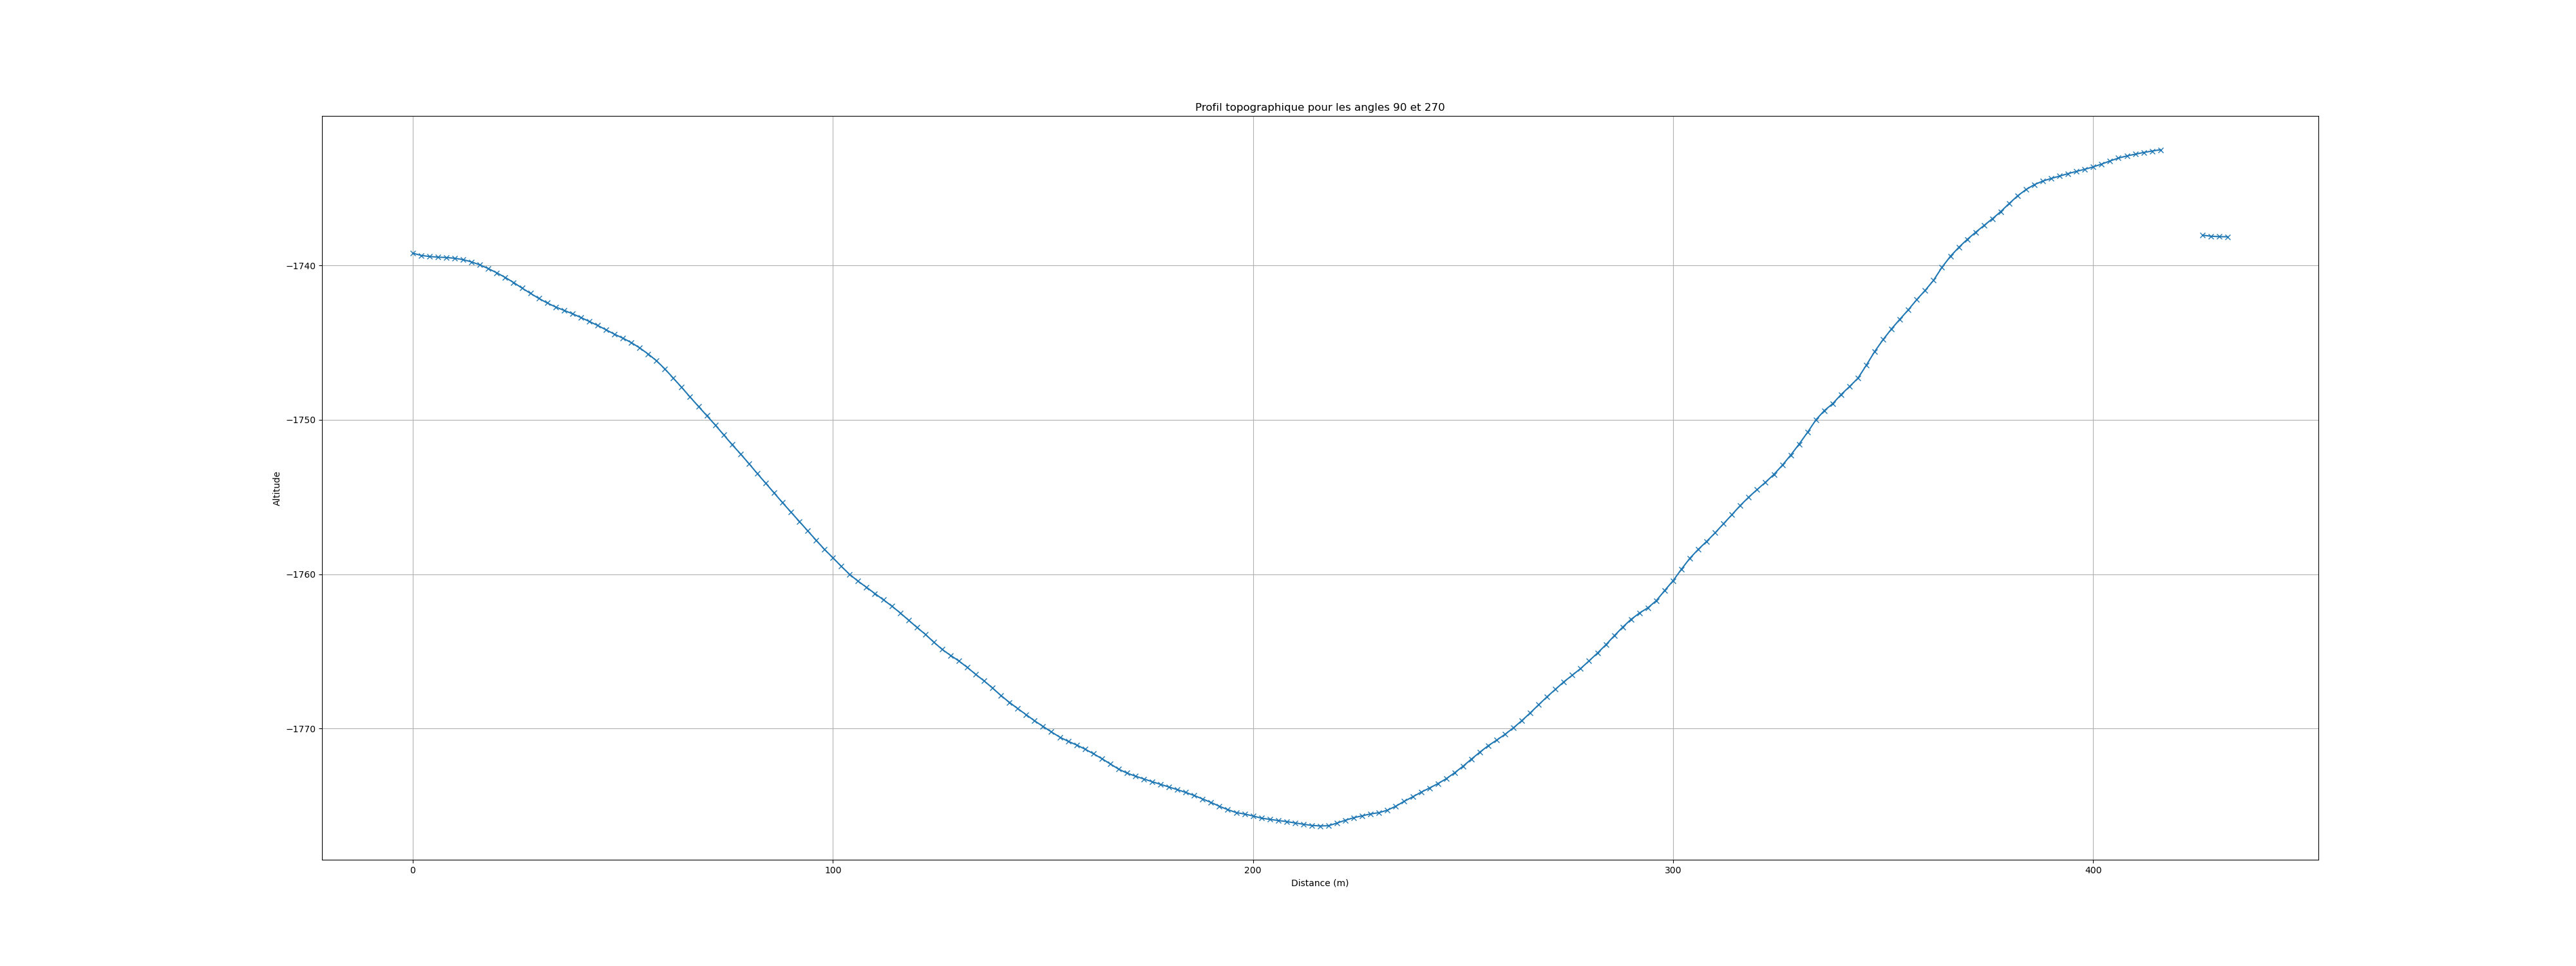 Profil topographique pour les angles 90 et 270
Altitude
−1740
−1750
−1760
−1770
0 100 200 300 400
Distance (m)